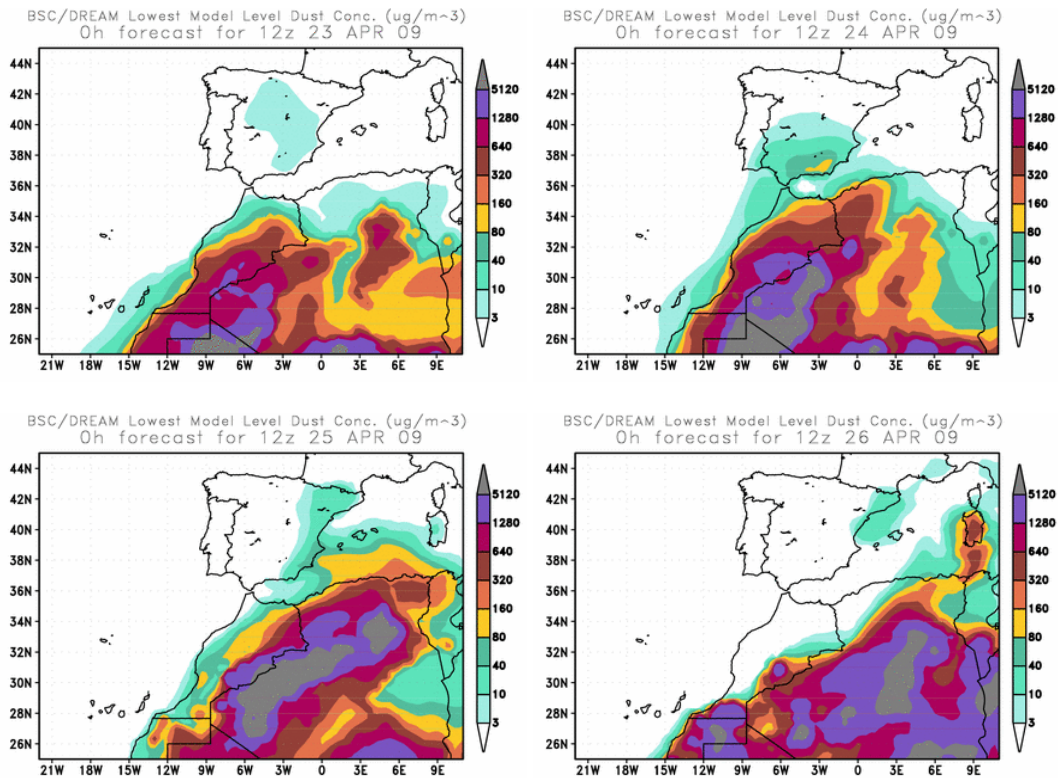 BSC/DREAM Lowest Model Level Dust Conc. (ug/m^3)
0h forecast for 12z 23 APR 09
44N
42N
40N
38N
36N
34N
32N
30N
28N
26N
21W 18W 15W 12W 9W 6W 3W 0 3E 6E 9E
5120
1280
640
320
160
80
40
10
3
BSC/DREAM Lowest Model Level Dust Conc. (ug/m^3)
0h forecast for 12z 24 APR 09
44N
42N
40N
38N
36N
34N
32N
30N
28N
26N
21W 18W 15W 12W 9W 6W 3W 0 3E 6E 9E
5120
1280
640
320
160
80
40
10
3
BSC/DREAM Lowest Model Level Dust Conc. (ug/m^3)
0h forecast for 12z 25 APR 09
44N
42N
40N
38N
36N
34N
32N
30N
28N
26N
21W 18W 15W 12W 9W 6W 3W 0 3E 6E 9E
5120
1280
640
320
160
80
40
10
3
BSC/DREAM Lowest Model Level Dust Conc. (ug/m^3)
0h forecast for 12z 26 APR 09
44N
42N
40N
38N
36N
34N
32N
30N
28N
26N
21W 18W 15W 12W 9W 6W 3W 0 3E 6E 9E
5120
1280
640
320
160
80
40
10
3